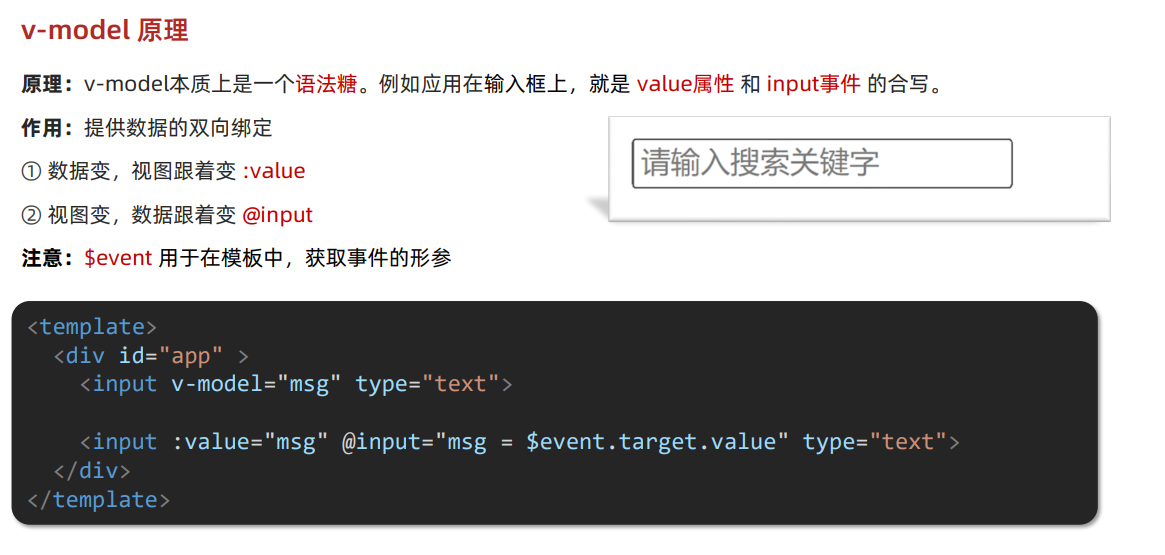 v-model 原理
原理：v-model本质上是一个语法糖。例如应用在输入框上，就是 value属性 和 input事件 的合写。
作用：提供数据的双向绑定
① 数据变，视图跟着变 :value
② 视图变，数据跟着变 @input
注意：$event 用于在模板中，获取事件的形参
请输入搜索关键字
<template>
  <div id="app" >
    <input v-model="msg" type="text">

    <input :value="msg" @input="msg = $event.target.value" type="text">
  </div>
</template>